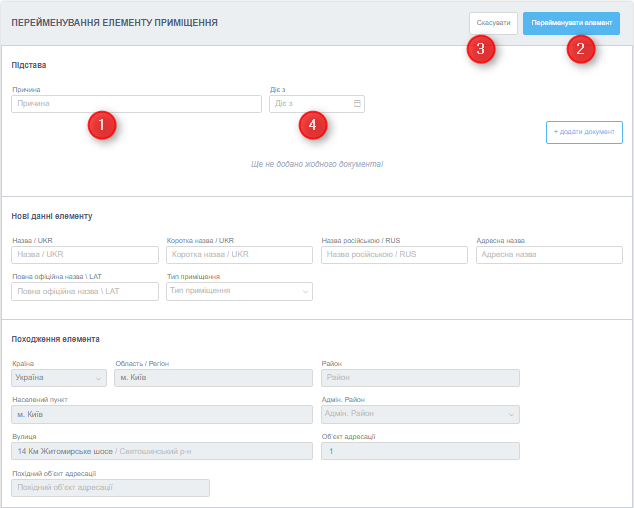 ПЕРЕЙМЕНУВАННЯ ЕЛЕМЕНТУ ПРИМІЩЕННЯ
Скасувати
Перейменувати елемент
3
2
Підстава
Причина
Діє з
Причина
Діє з
1
4
+ додати документ
Ще не додано жодного документа!
Нові данні елементу
Назва / UKR
Коротка назва / UKR
Назва російською / RUS
Адресна назва
Назва / UKR
Коротка назва / UKR
Назва російською / RUS
Адресна назва
Повна офіційна назва \ LAT
Тип приміщення
Повна офіційна назва \ LAT
Тип приміщення
Походження елемента
Країна
Область / Регіон
Район
Україна
м. Київ
Район
Населений пункт
Адмін. Район
м. Київ
Адмін. Район
Вулиця
Об'єкт адресації
14 Км Житомирське шосе / Святошинський р-н
1
Похідний об'єкт адресації
Похідний об'єкт адресації